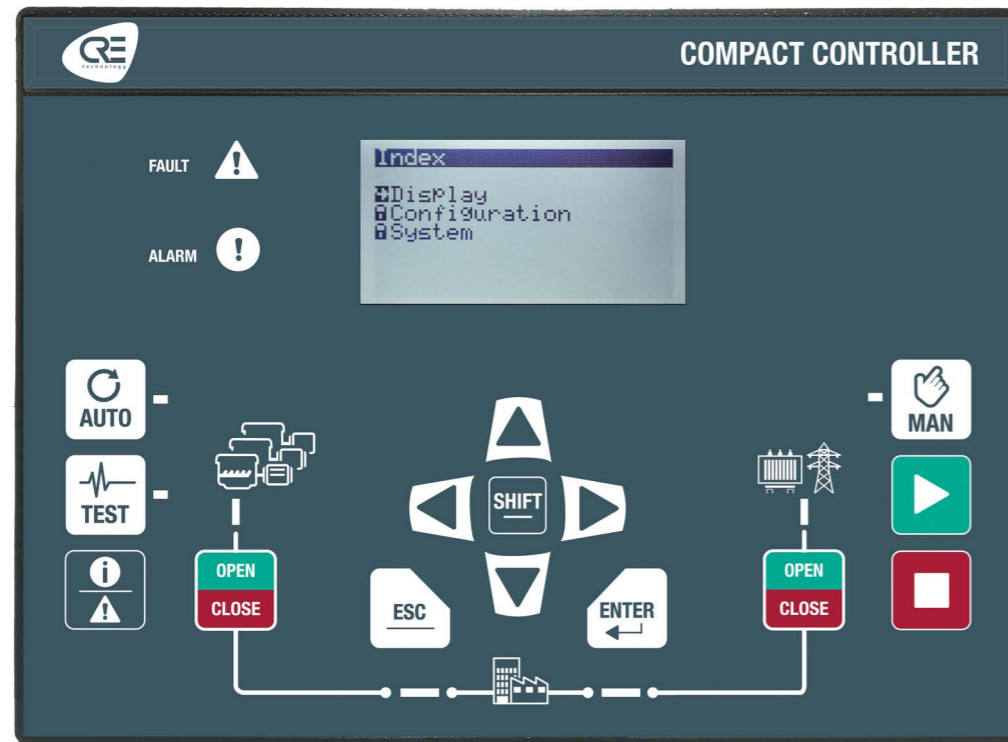 CRE
technology
COMPACT CONTROLLER
FAULT
ALARM
Index
Display
Configuration
System
AUTO
TEST
MAN
SHIFT
OPEN
CLOSE
ESC
ENTER
OPEN
CLOSE